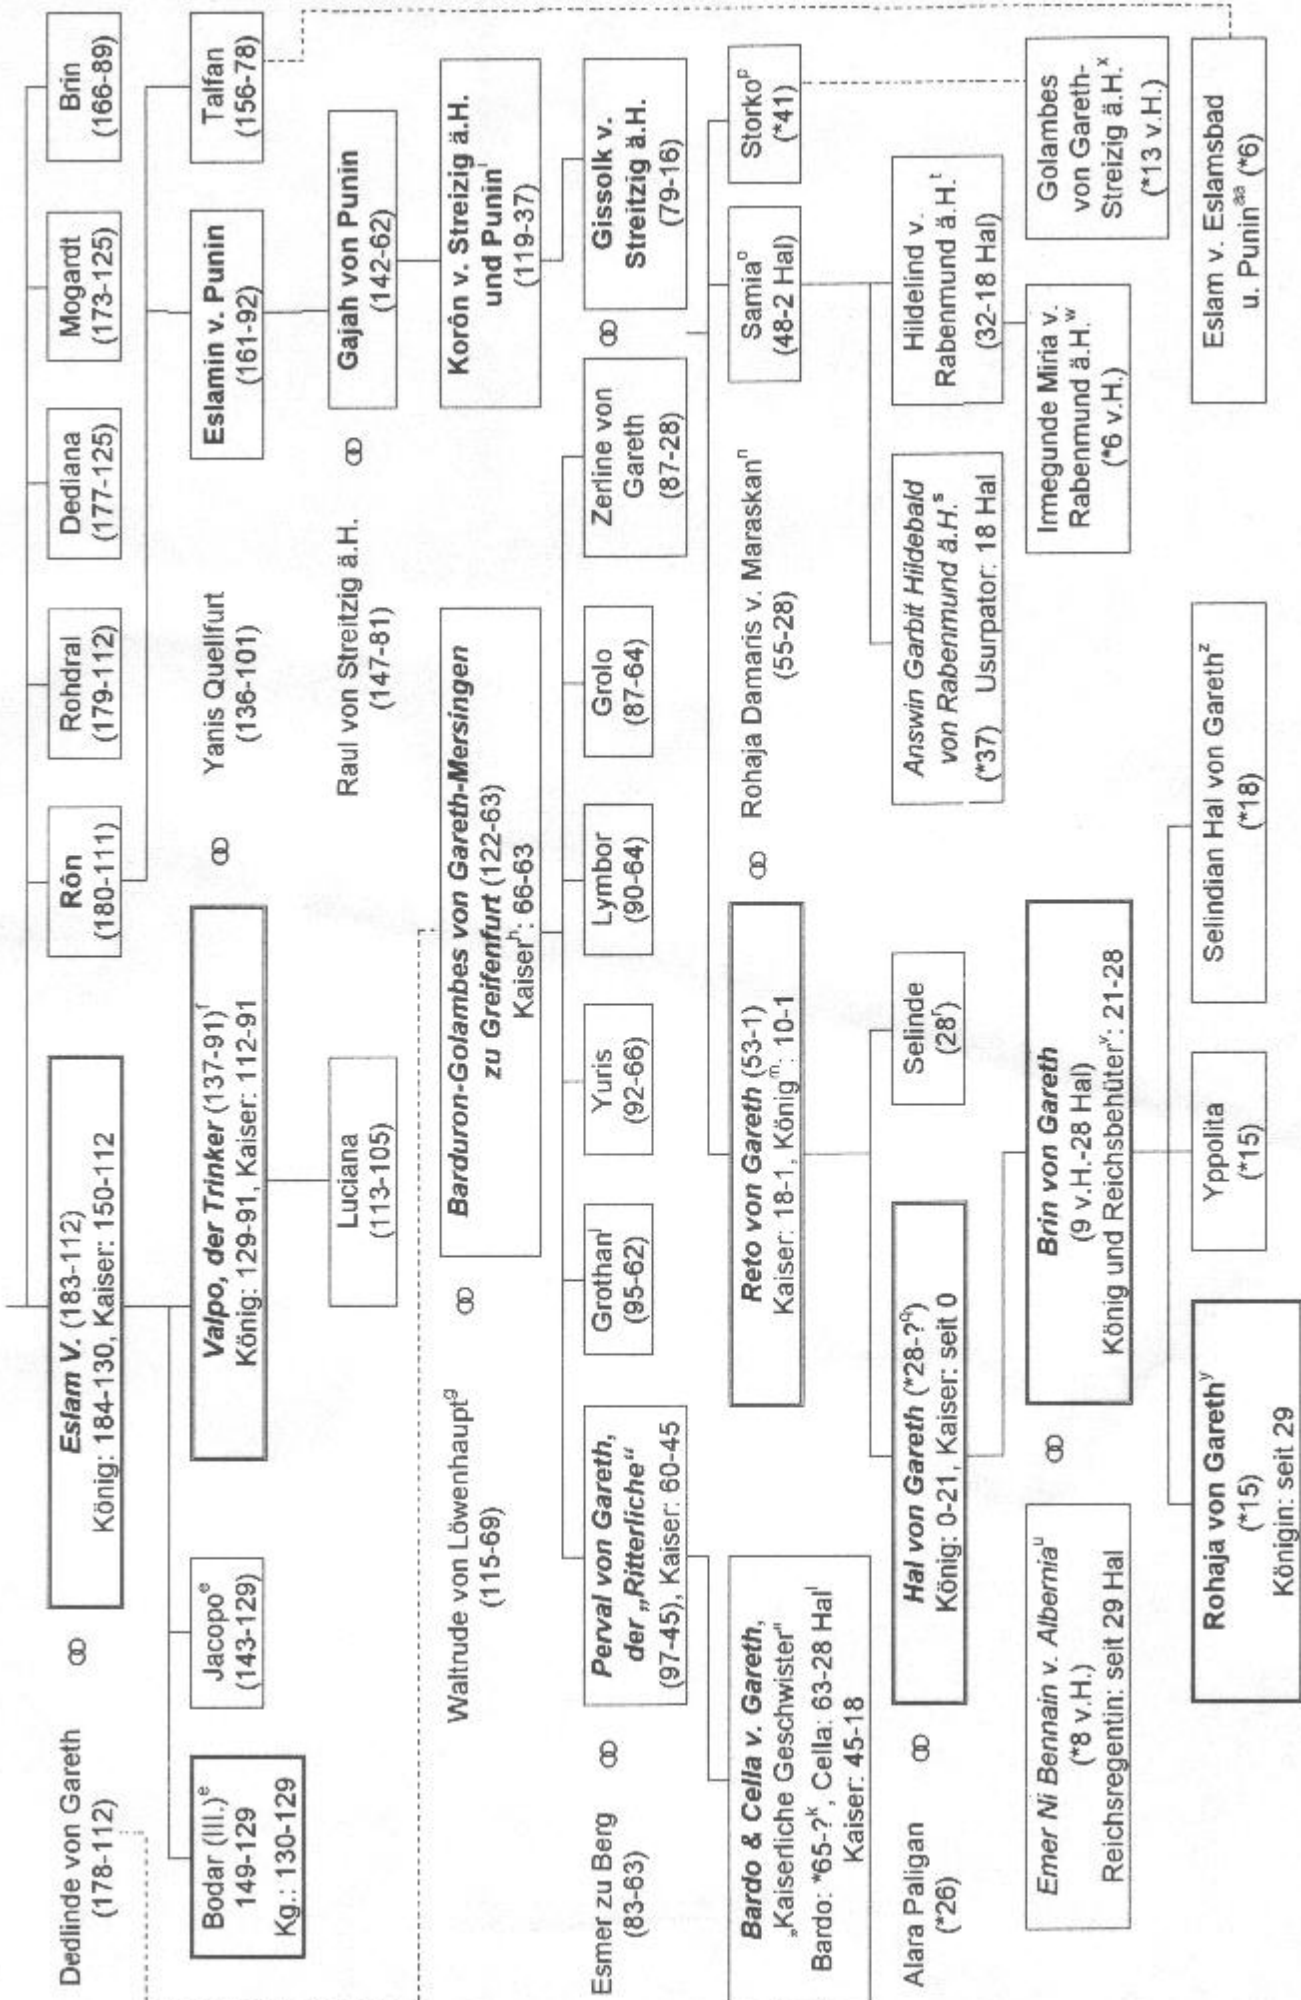 Dedlinde von Gareth
(178-112)
Eslam V. (183-112)
König: 184-130, Kaiser: 150-112
Rôn
(180-111)
Rohdral
(179-112)
Dediana
(177-125)
Mogardt
(173-125)
Brin
(166-89)
Bodar (III.)e
149-129
Kg.: 130-129
Jacopoe
(143-129)
Valpo, der Trinker (137-91)f
König: 129-91, Kaiser: 112-91
Yanis Quellfurt
(136-101)
Eslamin v. Punin
(161-92)
Talfan
(156-78)
Luciana
(113-105)
Raul von Streitzig ä.H.
(147-81)
Gajah von Punin
(142-62)
Waltrude von Löwenhauptg
(115-69)
Barduron-Golambes von Gareth-Mersingen
zu Greifenfurt (122-63)
Kaiserh: 66-63
Korôn v. Streizig ä.H.
und Punini
(119-37)
Esmer zu Berg
(83-63)
Perval von Gareth,
der „Ritterliche“
(97-45), Kaiser: 60-45
Grothani
(95-62)
Yuris
(92-66)
Lymbor
(90-64)
Grolo
(87-64)
Zerline von
Gareth
(87-28)
Gissolk v.
Streitzig ä.H.
(79-16)
Bardo & Cella v. Gareth,
„Kaiserliche Geschwister“
Bardo: *65-?k, Cella: 63-28 Hall
Kaiser: 45-18
Reto von Gareth (53-1)
Kaiser: 18-1, Königm: 10-1
Rohaja Damaris v. Maraskann
(55-28)
Samiao
(48-2 Hal)
Storkop
(*41)
Alara Paligan
(*26)
Hal von Gareth (*28-?q)
König: 0-21, Kaiser: seit 0
Selinde
(28r)
Answin Garbit Hildebald
von Rabenmund ä.H.s
(*37) Usurpator: 18 Hal
Hildelind v.
Rabenmund ä.H.t
(32-18 Hal)
Emer Ni Bennain v. Alberniau
(*8 v.H.)
Reichsregentin: seit 29 Hal
Brin von Gareth
(9 v.H.-28 Hal)
König und Reichsbehüterv: 21-28
Irmegunde Miria v.
Rabenmund ä.H.w
(*6 v.H.)
Golambes
von Gareth-
Streizig ä.H.x
(*13 v.H.)
Rohaja von Garethy
(*15)
Königin: seit 29
Yppolita
(*15)
Selindian Hal von Garethz
(*18)
Eslam v. Eslamsbad
u. Puninaa (*6)